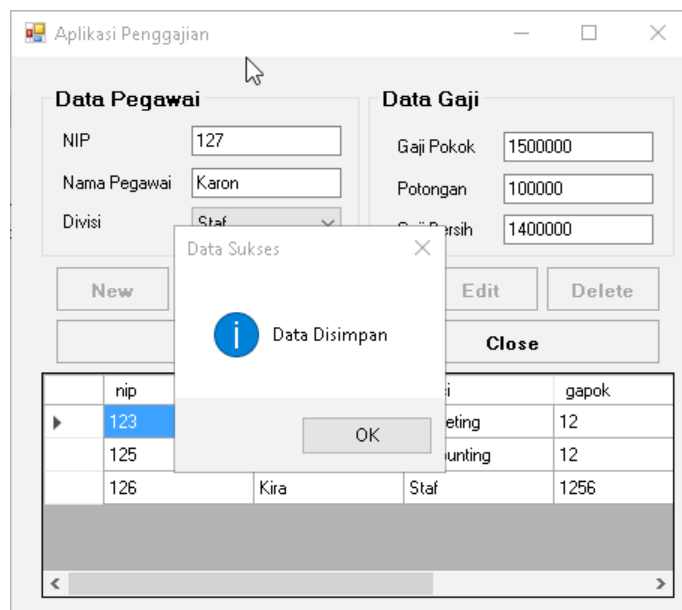 Aplikasi Penggajian
Data Pegawai
NIP
127
Nama Pegawai
Karon
Divisi
Staf
Data Gaji
Gaji Pokok
1500000
Potongan
100000
1400000
Data Sukses
Data Disimpan
OK
New
Edit
Delete
Close
nip
gapok
123
12
125
12
126
Kira
Staf
1256